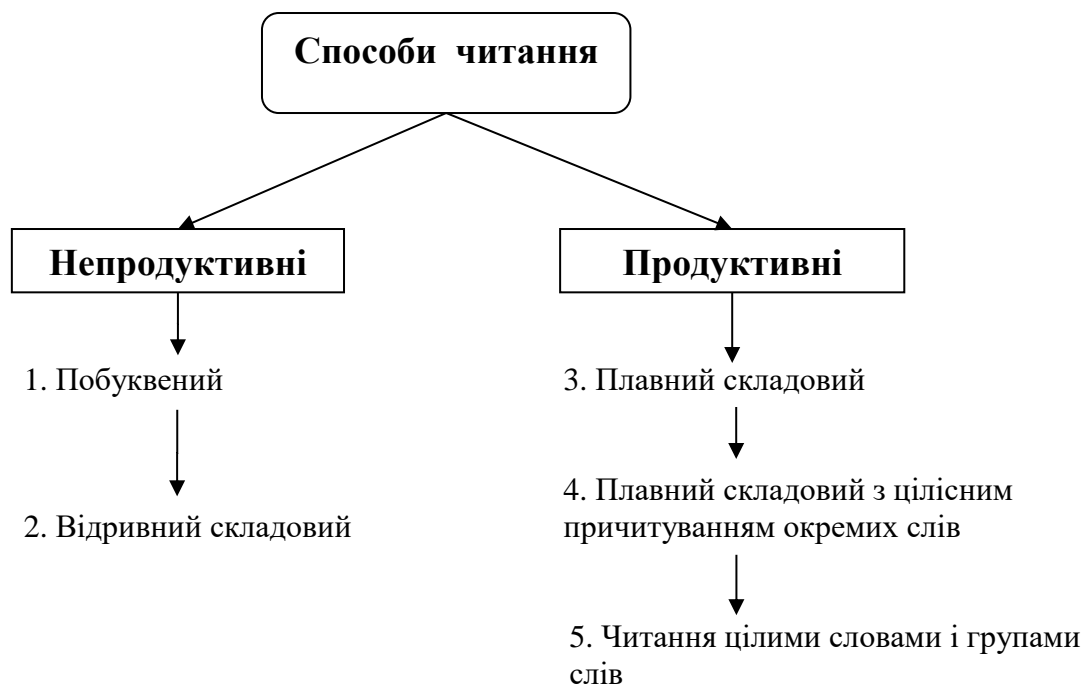 Способи читання
Непродуктивні
Продуктивні
1. Побуквений
3. Плавний складовий
2. Відривний складовий
4. Плавний складовий з цілісним
причитуванням окремих слів
5. Читання цілими словами і групами
слів